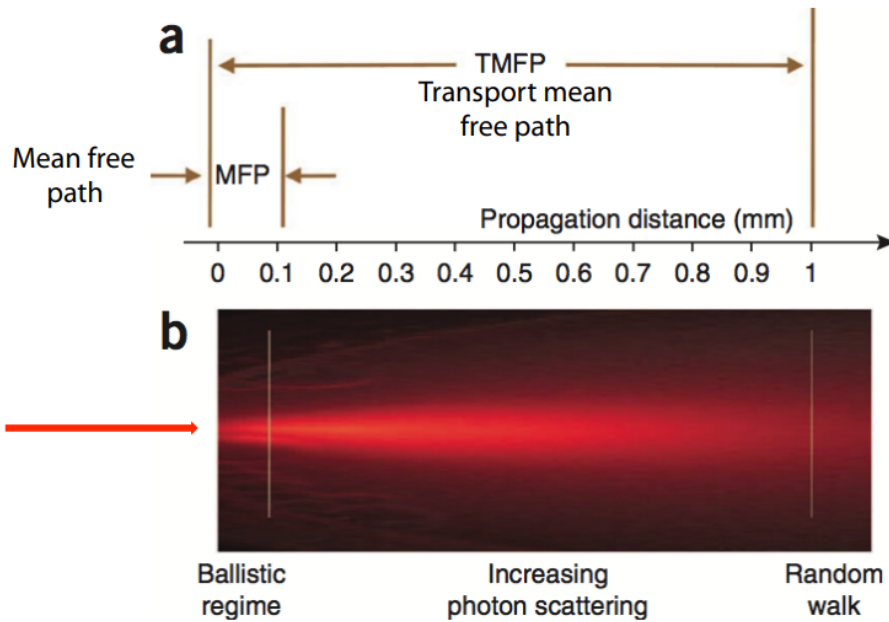 a
TMFP
Transport mean
free path
Mean free
path
MFP
Propagation distance (mm)
0 0.1 0.2 0.3 0.4 0.5 0.6 0.7 0.8 0.9 1
b
Ballistic
regime
Increasing
photon scattering
Random
walk